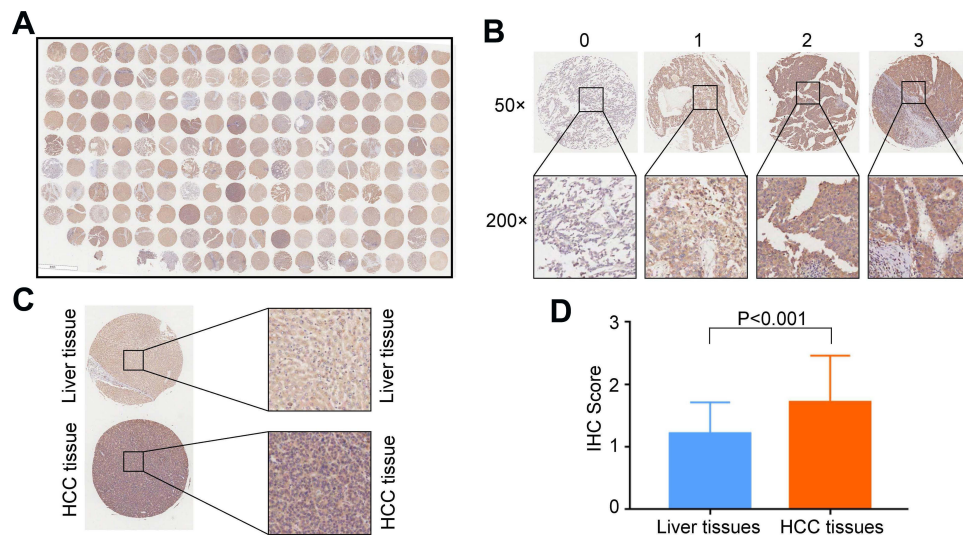 A
B
0 1 2 3
50×
200×
C
Liver tissue
Liver tissue
HCC tissue
HCC tissue
D
P<0.001
3
2
1
0
IHC Score
Liver tissues HCC tissues